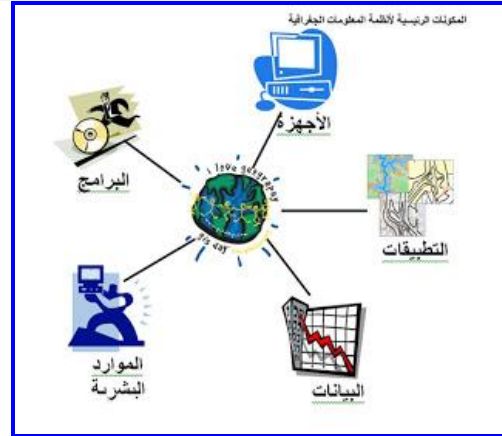 المكونات الرئيسية لأنظمة المعلومات الجغرافية
الأجهزة
البرامج
i love geography
التطبيقات
gis day
الموارد
البشرية
البيانات